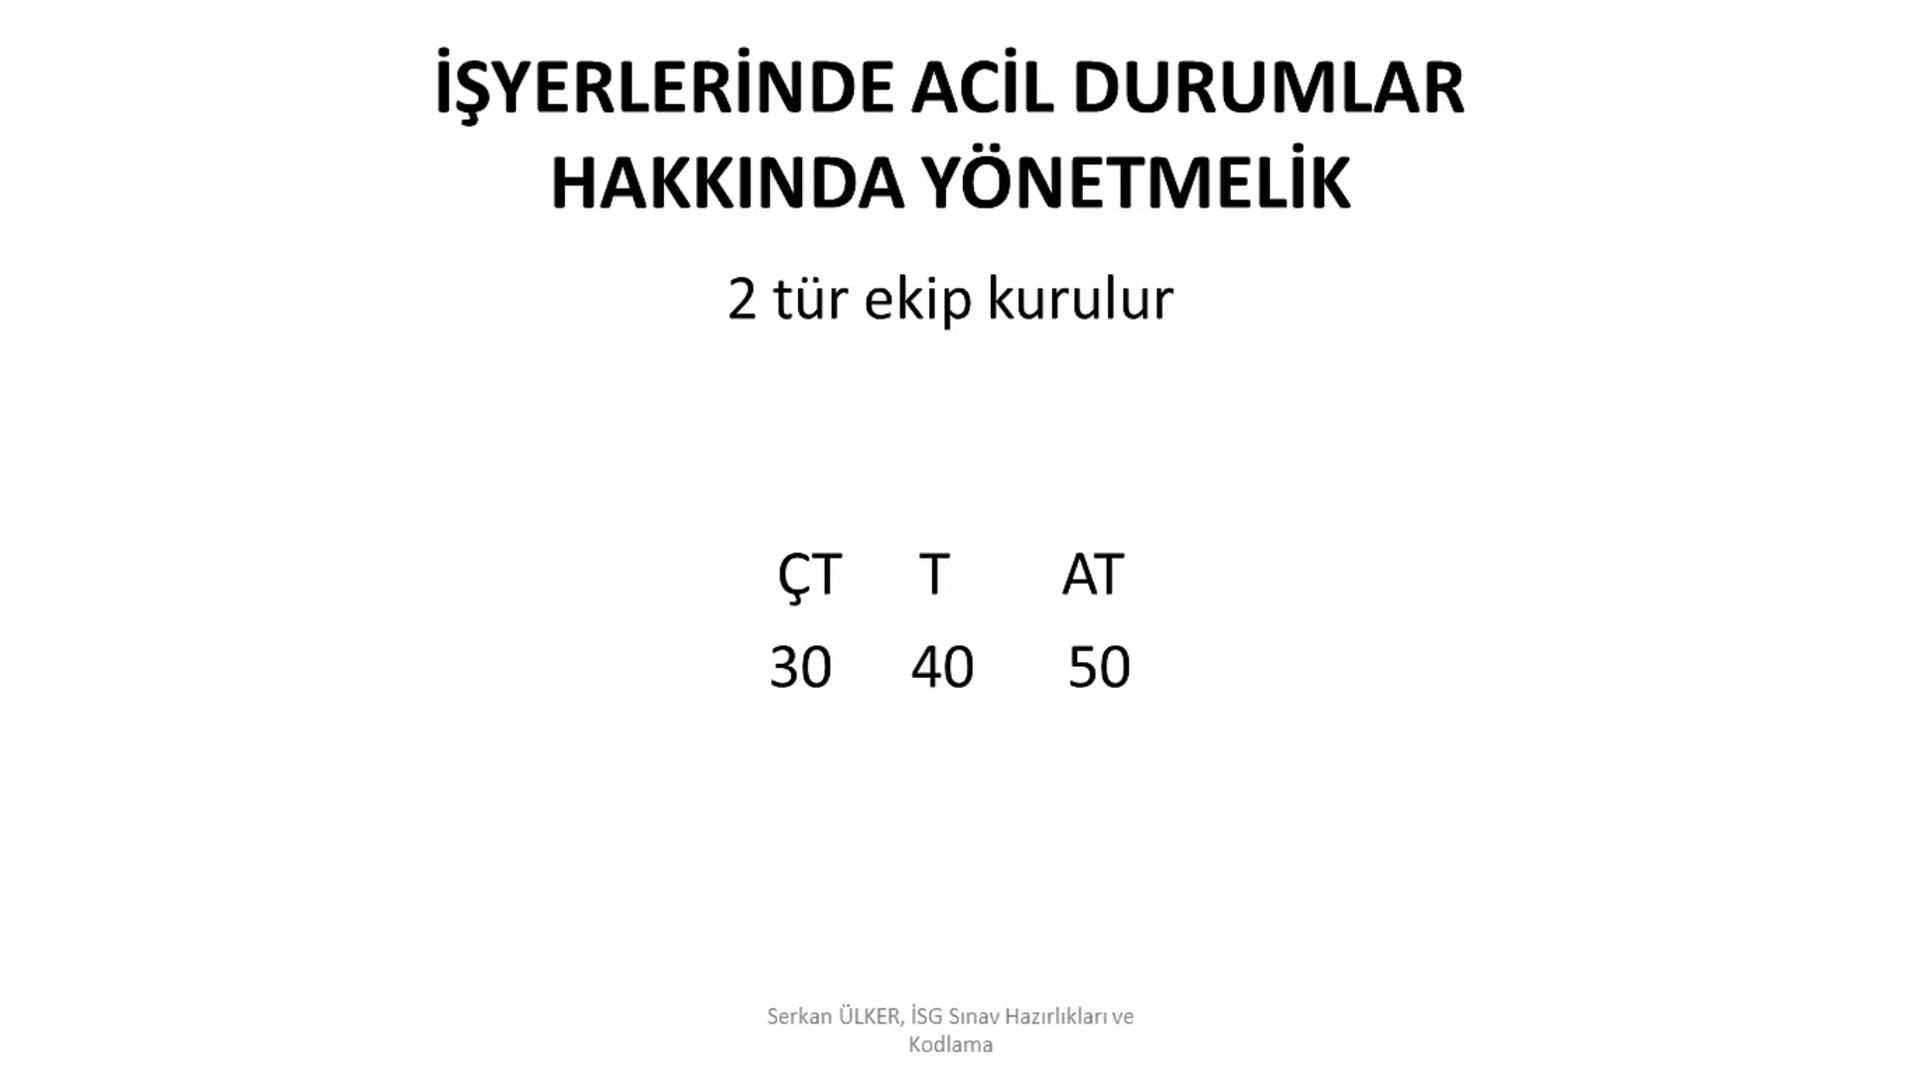 İŞYERLERİNDE ACİL DURUMLAR
HAKKINDA YÖNETMELİK
2 tür ekip kurulur
ÇT T AT
30 40 50
Serkan ÜLKER, İSG Sınav Hazırlıkları ve
Kodlama